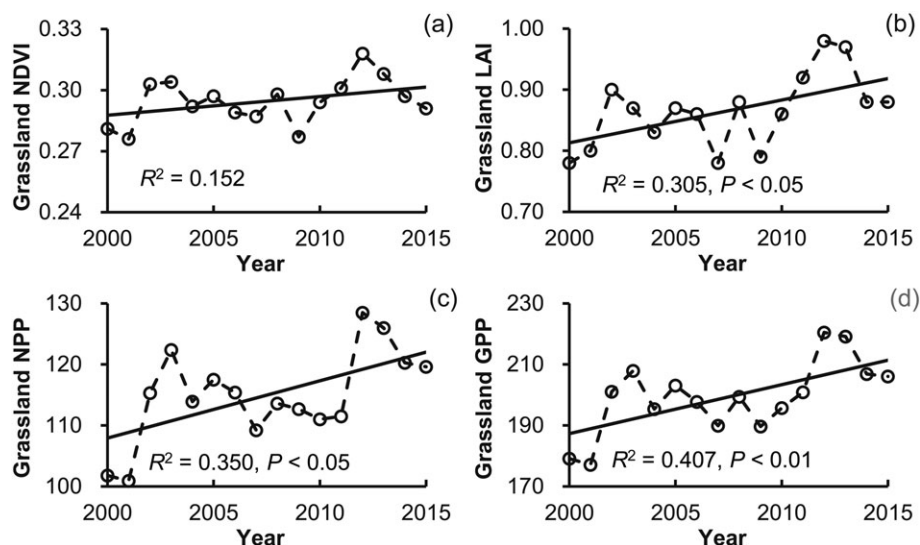 (a)
Grassland NDVI
0.33
0.30
0.27
0.24
R² = 0.152
2000 2005 2010 2015
Year
(b)
Grassland LAI
1.00
0.90
0.80
0.70
R² = 0.305, P < 0.05
2000 2005 2010 2015
Year
(c)
Grassland NPP
130
120
110
100
R² = 0.350, P < 0.05
2000 2005 2010 2015
Year
(d)
Grassland GPP
230
210
190
170
R² = 0.407, P < 0.01
2000 2005 2010 2015
Year